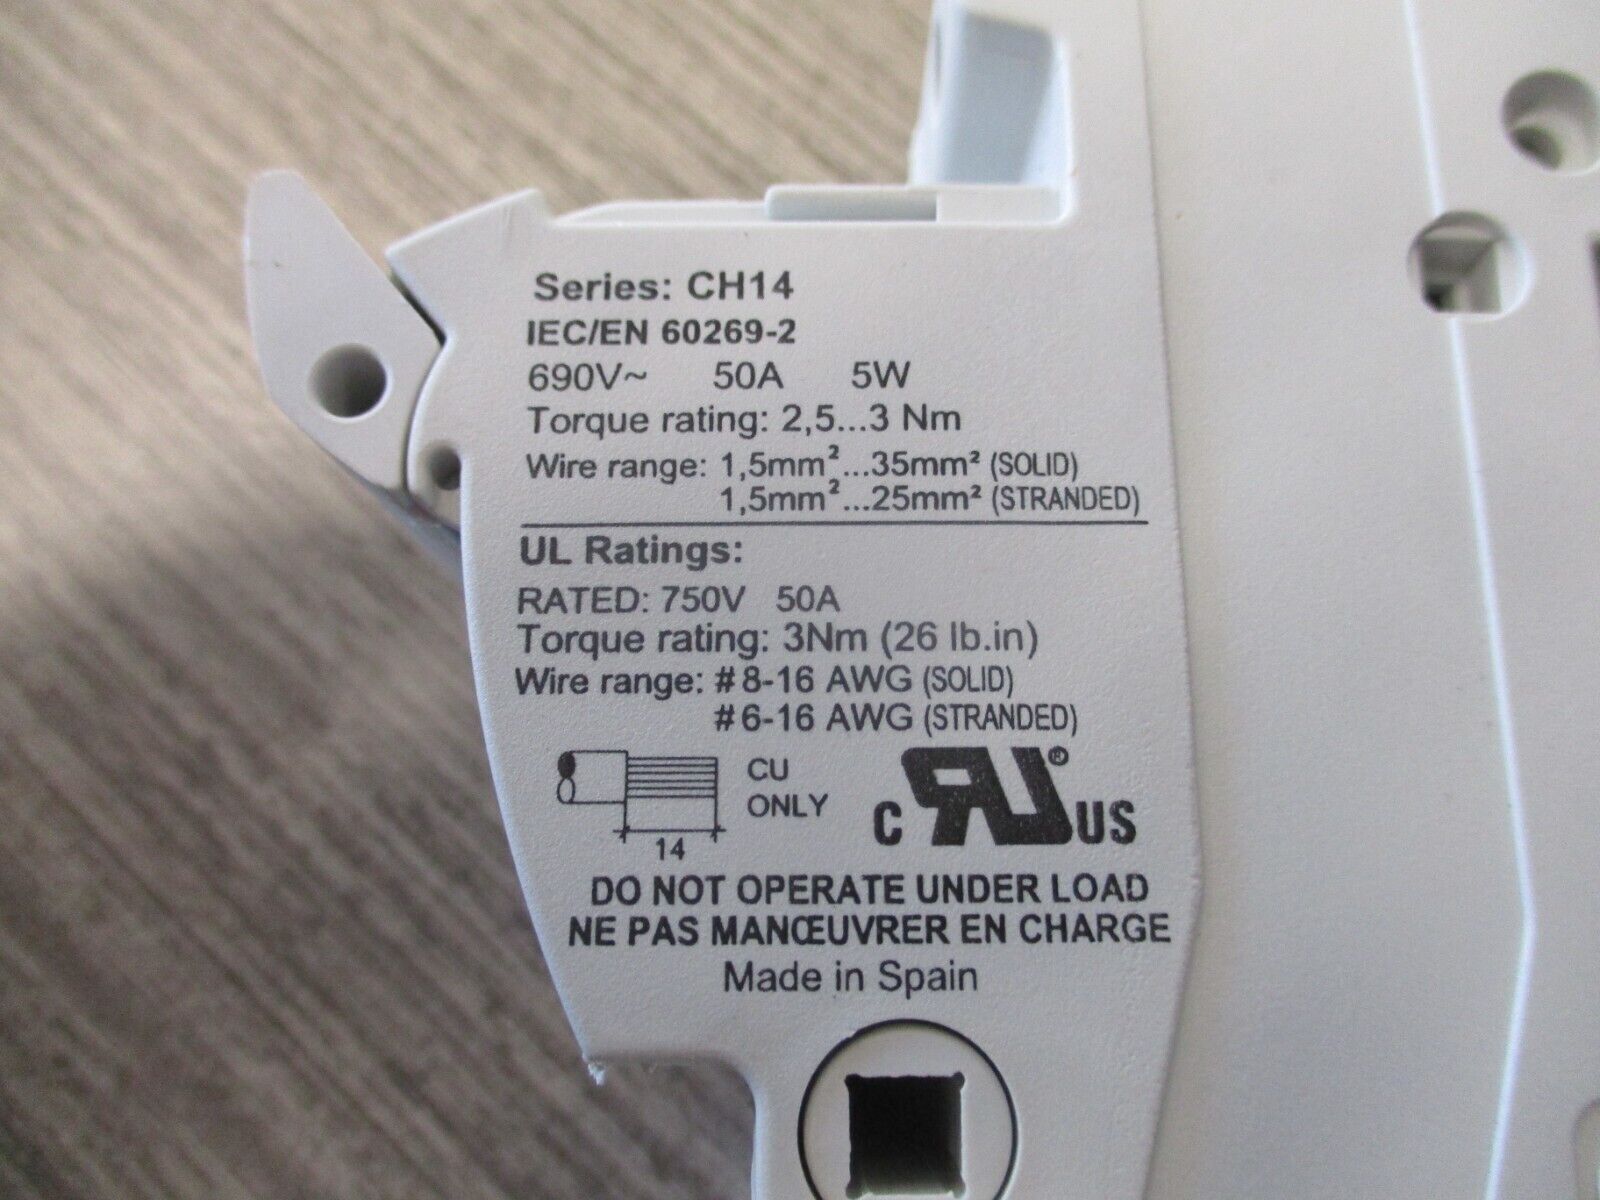 Series: CH14
IEC/EN 60269-2
690V~ 50A 5W
Torque rating: 2,5...3 Nm
Wire range: 1,5mm²...35mm² (SOLID)
1,5mm²...25mm² (STRANDED)
UL Ratings:
RATED: 750V 50A
Torque rating: 3Nm (26 lb.in)
Wire range: #8-16 AWG (SOLID)
#6-16 AWG (STRANDED)
CU
ONLY
14
C RU® US
DO NOT OPERATE UNDER LOAD
NE PAS MANŒUVRER EN CHARGE
Made in Spain